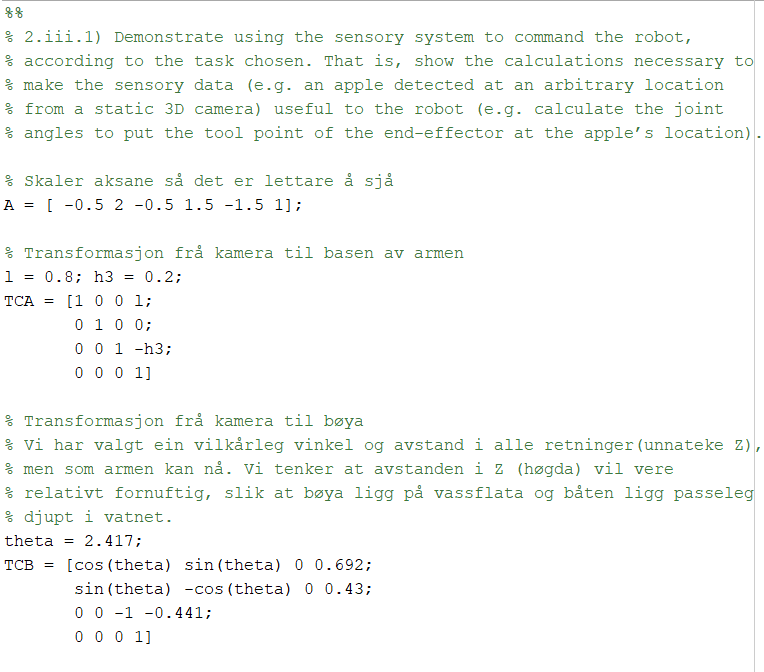 %%
% 2.iii.1) Demonstrate using the sensory system to command the robot,
% according to the task chosen. That is, show the calculations necessary to
% make the sensory data (e.g. an apple detected at an arbitrary location
% from a static 3D camera) useful to the robot (e.g. calculate the joint
% angles to put the tool point of the end-effector at the apple’s location).
% Skaler aksane så det er lettare å sjå
A = [ -0.5 2 -0.5 1.5 -1.5 1];
% Transformasjon frå kamera til basen av armen
l = 0.8; h3 = 0.2;
TCA = [1 0 0 l;
0 1 0 0;
0 0 1 -h3;
0 0 0 1]
% Transformasjon frå kamera til bøya
% Vi har valgt ein vilkårleg vinkel og avstand i alle retninger(unnateke Z),
% men som armen kan nå. Vi tenker at avstanden i Z (høgda) vil vere
% relativt fornuftig, slik at bøya ligg på vassflata og båten ligg passeleg
% djupt i vatnet.
theta = 2.417;
TCB = [cos(theta) sin(theta) 0 0.692;
sin(theta) -cos(theta) 0 0.43;
0 0 -1 -0.441;
0 0 0 1]